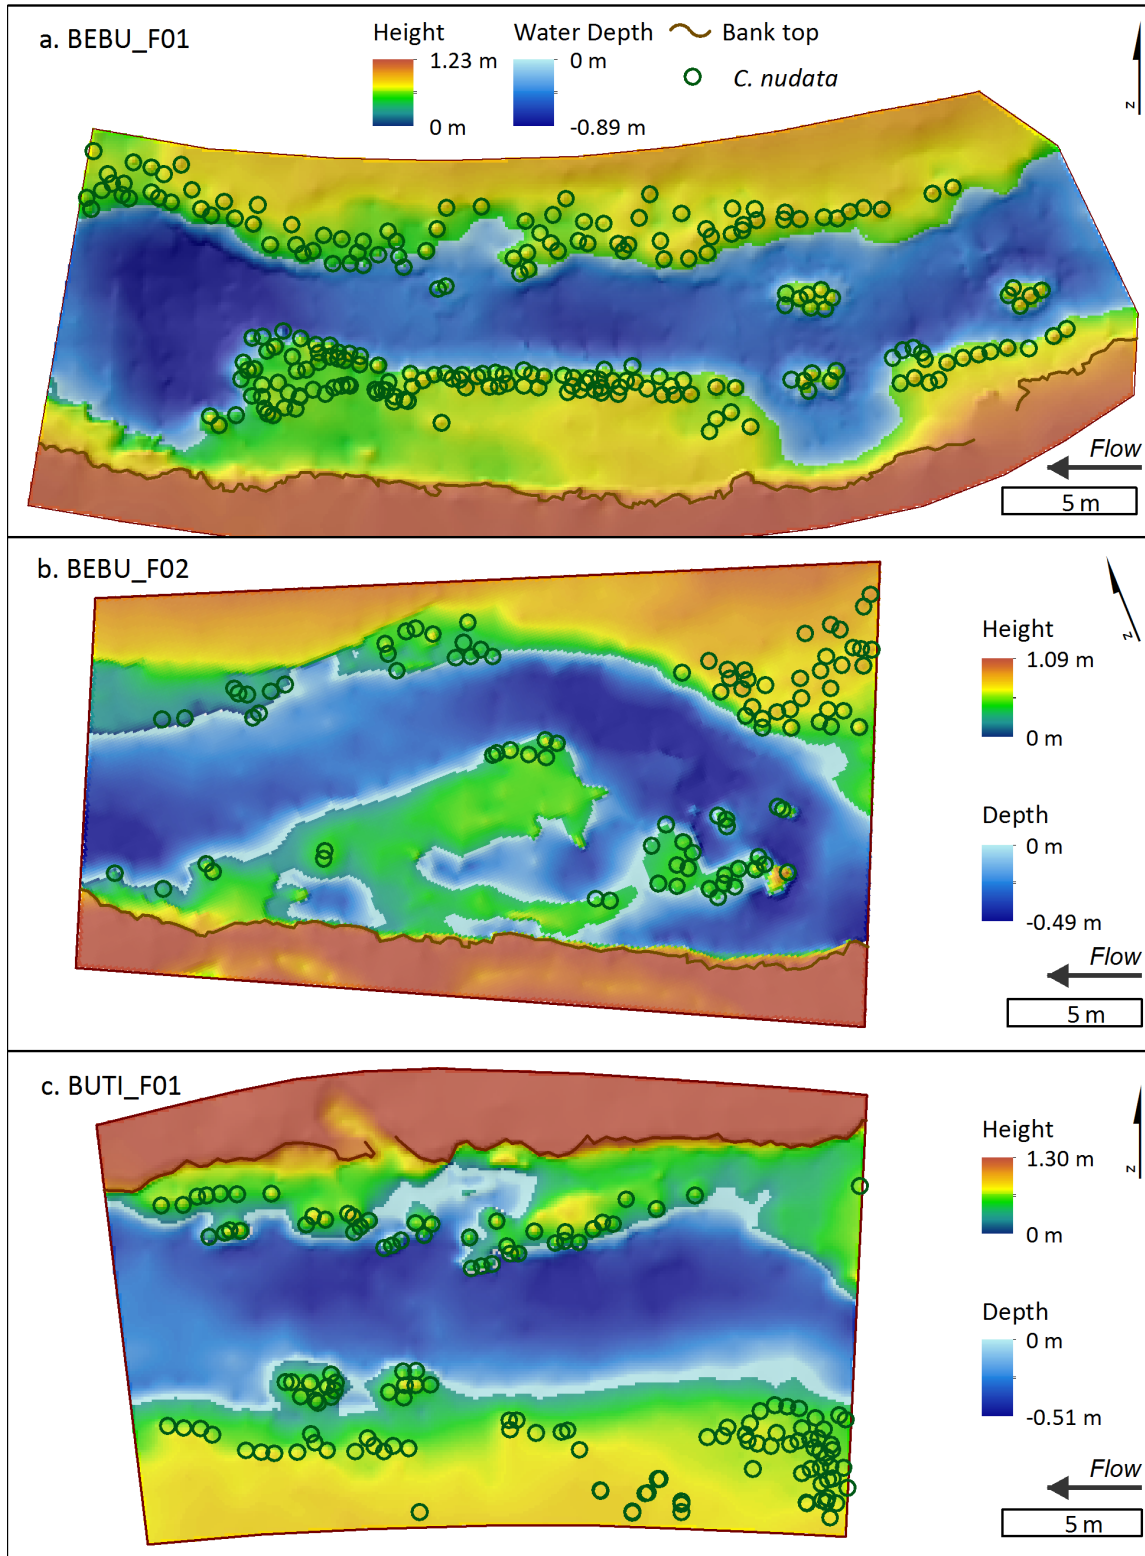 a. BEBU_F01
Height
1.23 m
0 m
Water Depth
0 m
-0.89 m
Bank top
C. nudata
z
Flow
5 m
b. BEBU_F02
z
Height
1.09 m
0 m
Depth
0 m
-0.49 m
Flow
5 m
c. BUTI_F01
z
Height
1.30 m
0 m
Depth
0 m
-0.51 m
Flow
5 m